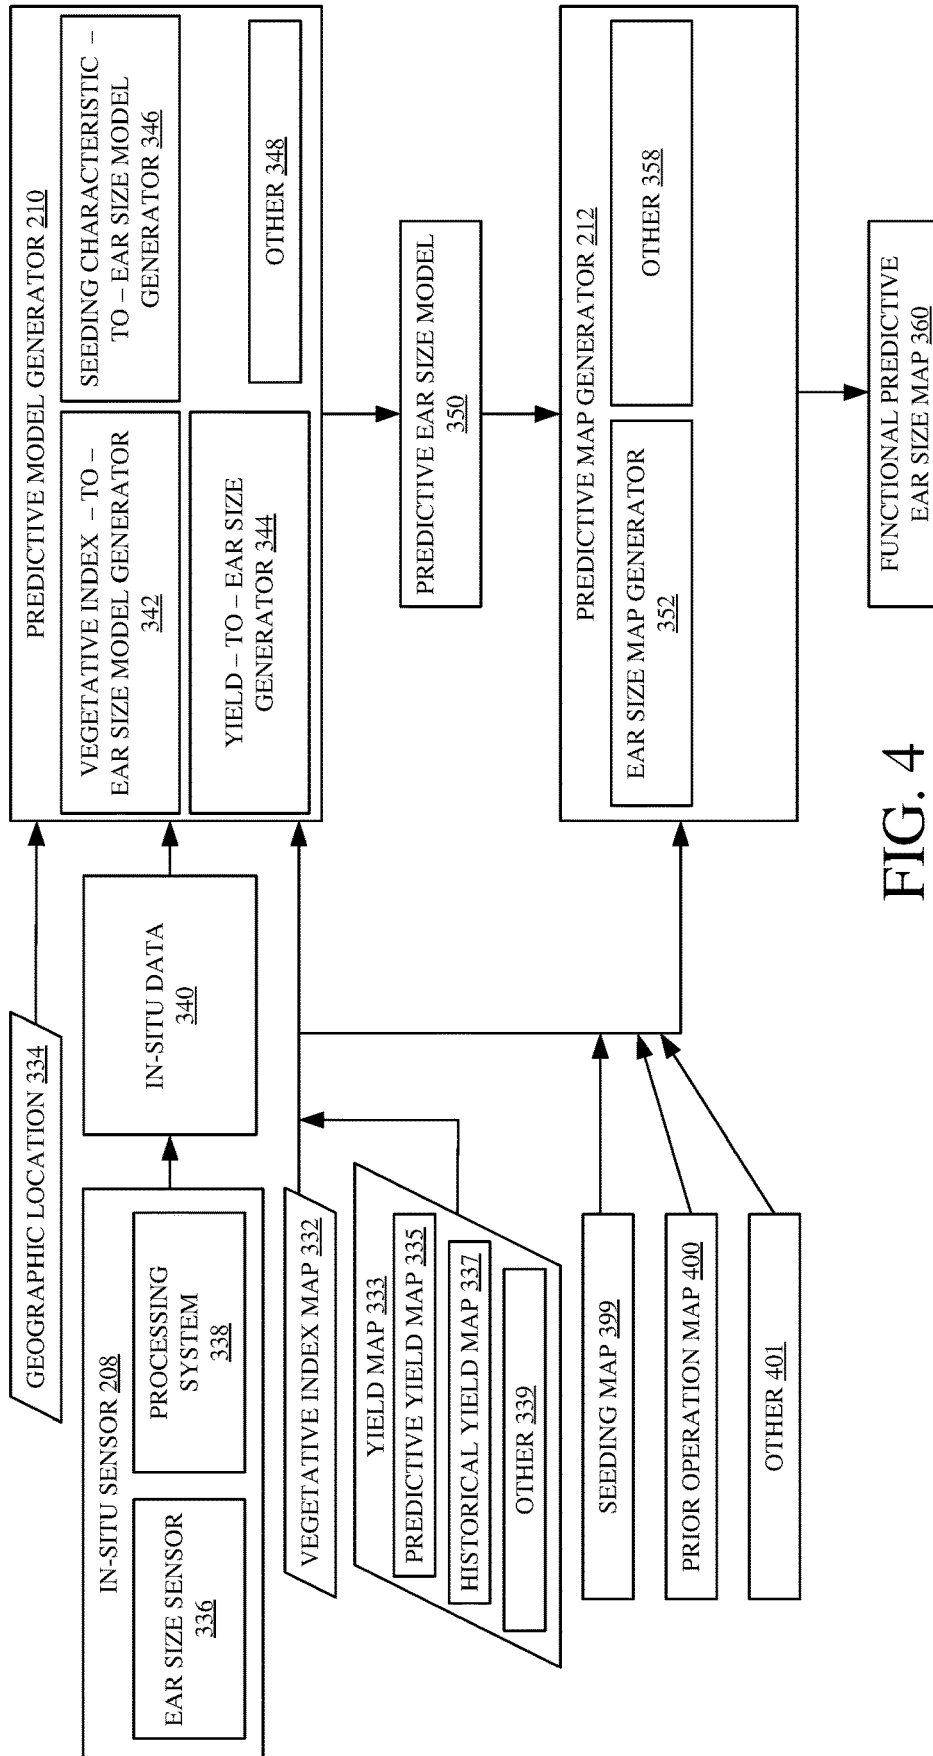 GEOGRAPHIC LOCATION 334
IN-SITU SENSOR 208
EAR SIZE SENSOR
336
PROCESSING
SYSTEM
338
IN-SITU DATA
340
VEGETATIVE INDEX MAP 332
YIELD MAP 333
PREDICTIVE YIELD MAP 335
HISTORICAL YIELD MAP 337
OTHER 339
SEEDING MAP 399
PRIOR OPERATION MAP 400
OTHER 401
PREDICTIVE MODEL GENERATOR 210
VEGETATIVE INDEX – TO –
EAR SIZE MODEL GENERATOR
342
SEEDING CHARACTERISTIC –
TO – EAR SIZE MODEL
GENERATOR 346
YIELD – TO – EAR SIZE
GENERATOR 344
OTHER 348
PREDICTIVE EAR SIZE MODEL
350
PREDICTIVE MAP GENERATOR 212
EAR SIZE MAP GENERATOR
352
OTHER 358
FUNCTIONAL PREDICTIVE
EAR SIZE MAP 360
FIG. 4